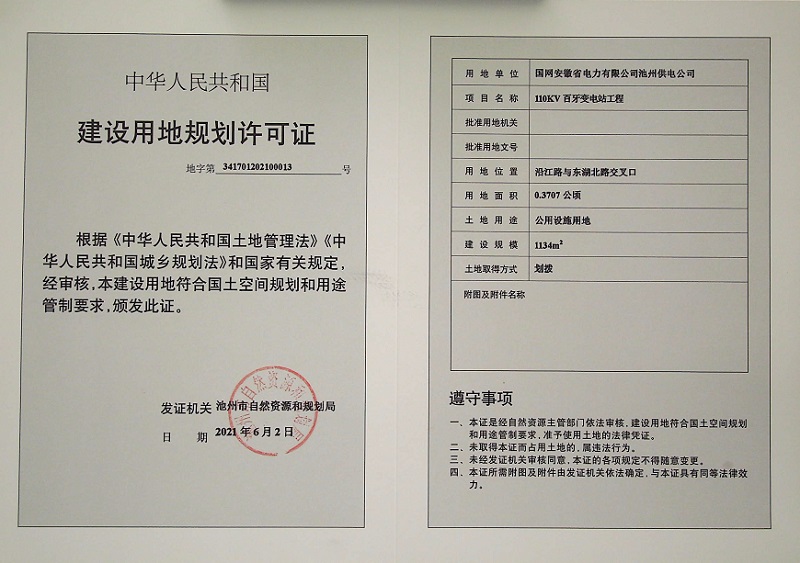 中华人民共和国
建设用地规划许可证
地字第 341701202100013 号
根据《中华人民共和国土地管理法》《中
华人民共和国城乡规划法》和国家有关规定，
经审核，本建设用地符合国土空间规划和用途
管制要求，颁发此证。
发证机关 池州市自然资源和规划局
日 期 2021 年 6 月 2 日
用地单位 国网安徽省电力有限公司池州供电公司
项目名称 110KV 百牙变电站工程
批准用地机关
批准用地文号
用地位置 沿江路与东湖北路交叉口
用地面积 0.3707 公顷
土地用途 公用设施用地
建设规模 1134m²
土地取得方式 划拨
附图及附件名称
遵守事项
一、本证是经自然资源主管部门依法审核，建设用地符合国土空间规划
和用途管制要求，准予使用土地的法律凭证。
二、未取得本证而占用土地的，属违法行为。
三、未经发证机关审核同意，本证的各项规定不得随意变更。
四、本证所需附图及附件由发证机关依法确定，与本证具有同等法律效
力。